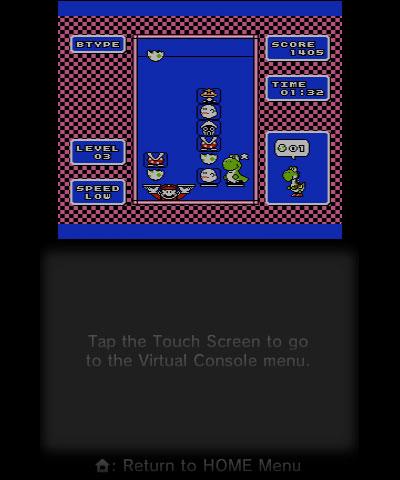 BTYPE
SCORE
1405
TIME
01:32
LEVEL
03
SPEED
LOW
01
Tap the Touch Screen to go
to the Virtual Console menu.
: Return to HOME Menu